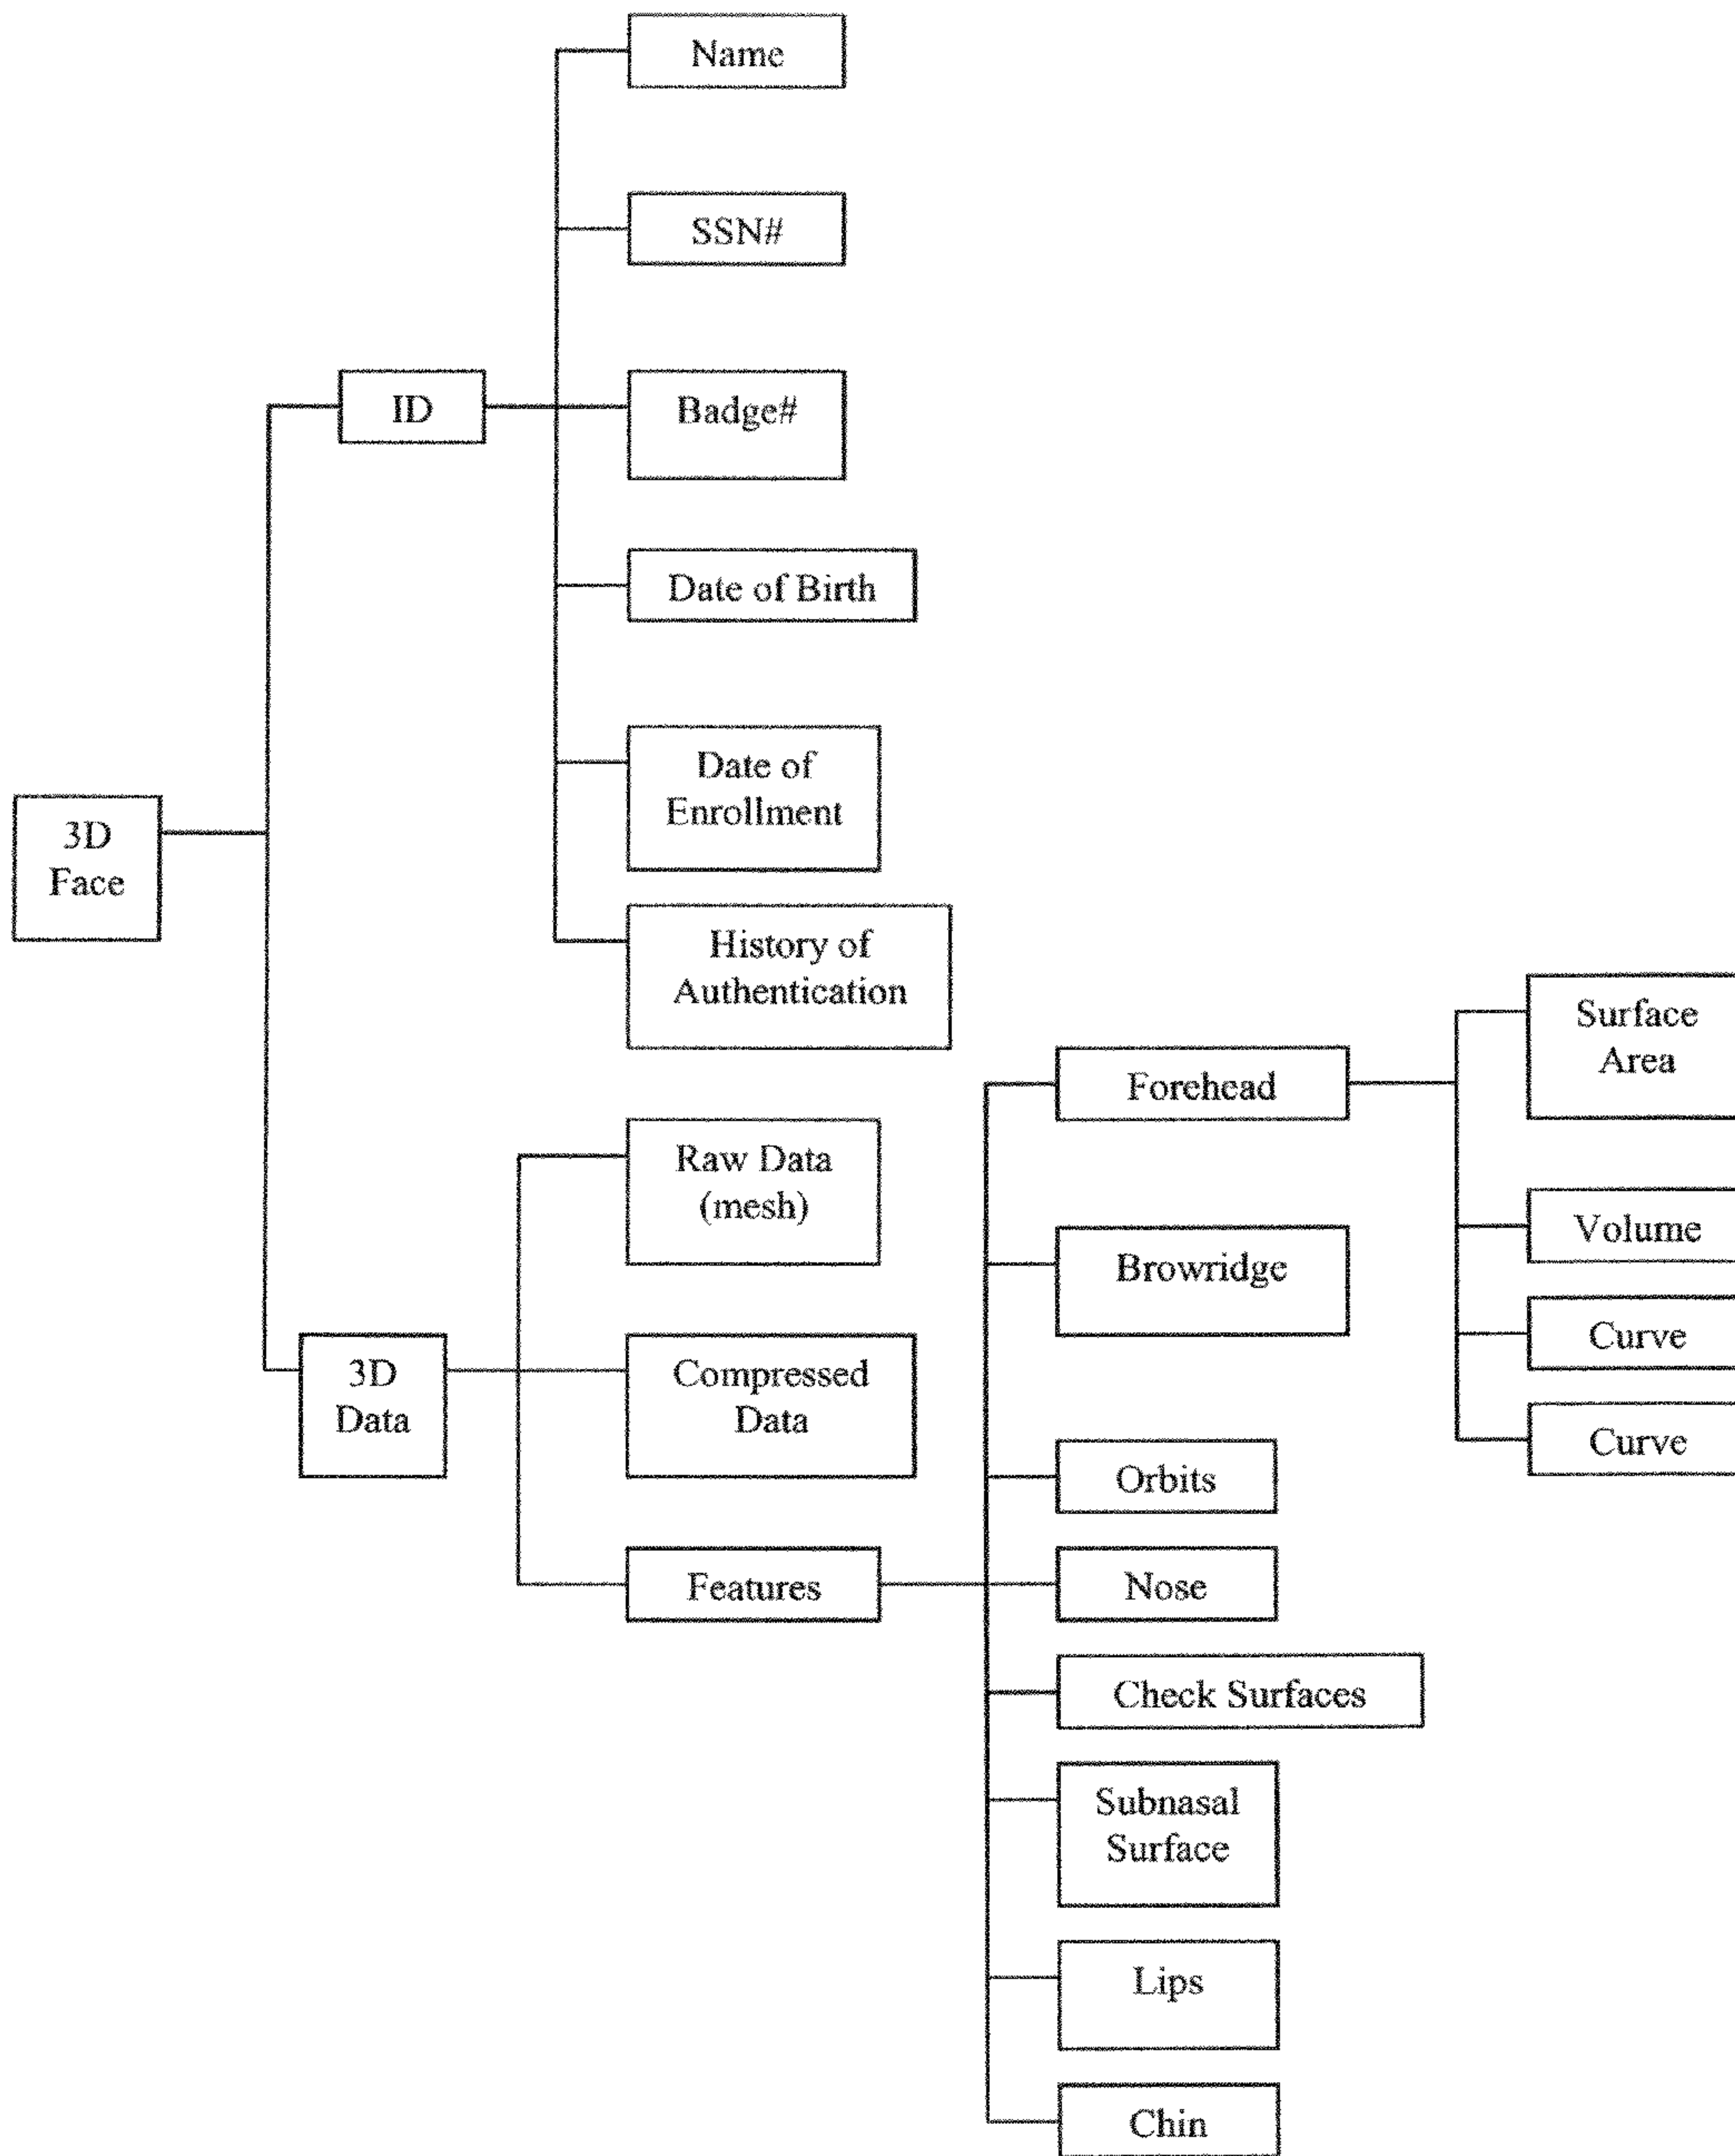 Name
SSN#
ID
Badge#
Date of Birth
Date of
Enrollment
3D
Face
History of
Authentication
Surface
Area
Forehead
Raw Data
(mesh)
Volume
Browridge
Curve
3D
Data
Compressed
Data
Curve
Orbits
Features
Nose
Check Surfaces
Subnasal
Surface
Lips
Chin